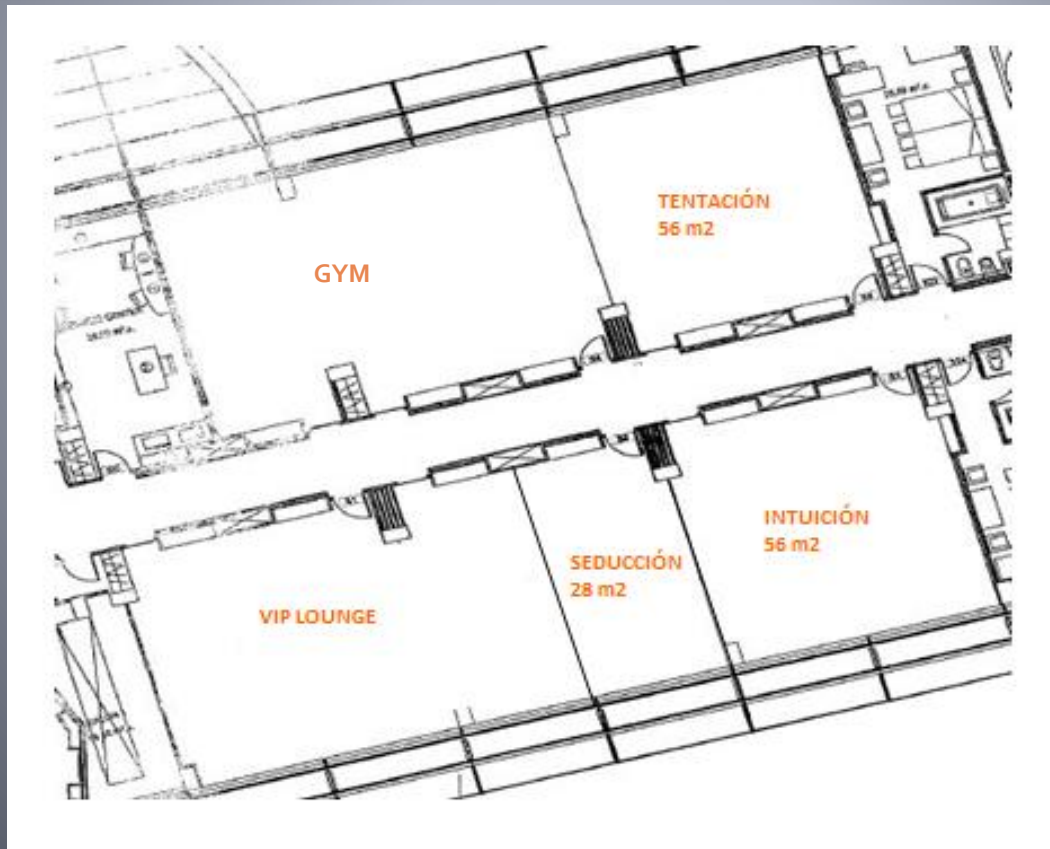 TENTACIÓN
56 m2
GYM
INTUICIÓN
56 m2
SEDUCCIÓN
28 m2
VIP LOUNGE